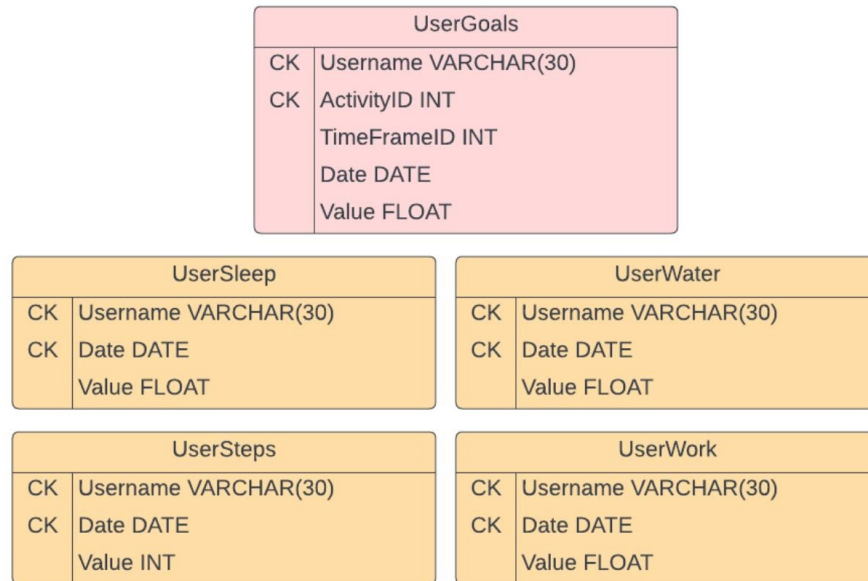 UserGoals
CK Username VARCHAR(30)
CK ActivityID INT
TimeFrameID INT
Date DATE
Value FLOAT
UserSleep
CK Username VARCHAR(30)
CK Date DATE
Value FLOAT
UserWater
CK Username VARCHAR(30)
CK Date DATE
Value FLOAT
UserSteps
CK Username VARCHAR(30)
CK Date DATE
Value INT
UserWork
CK Username VARCHAR(30)
CK Date DATE
Value FLOAT